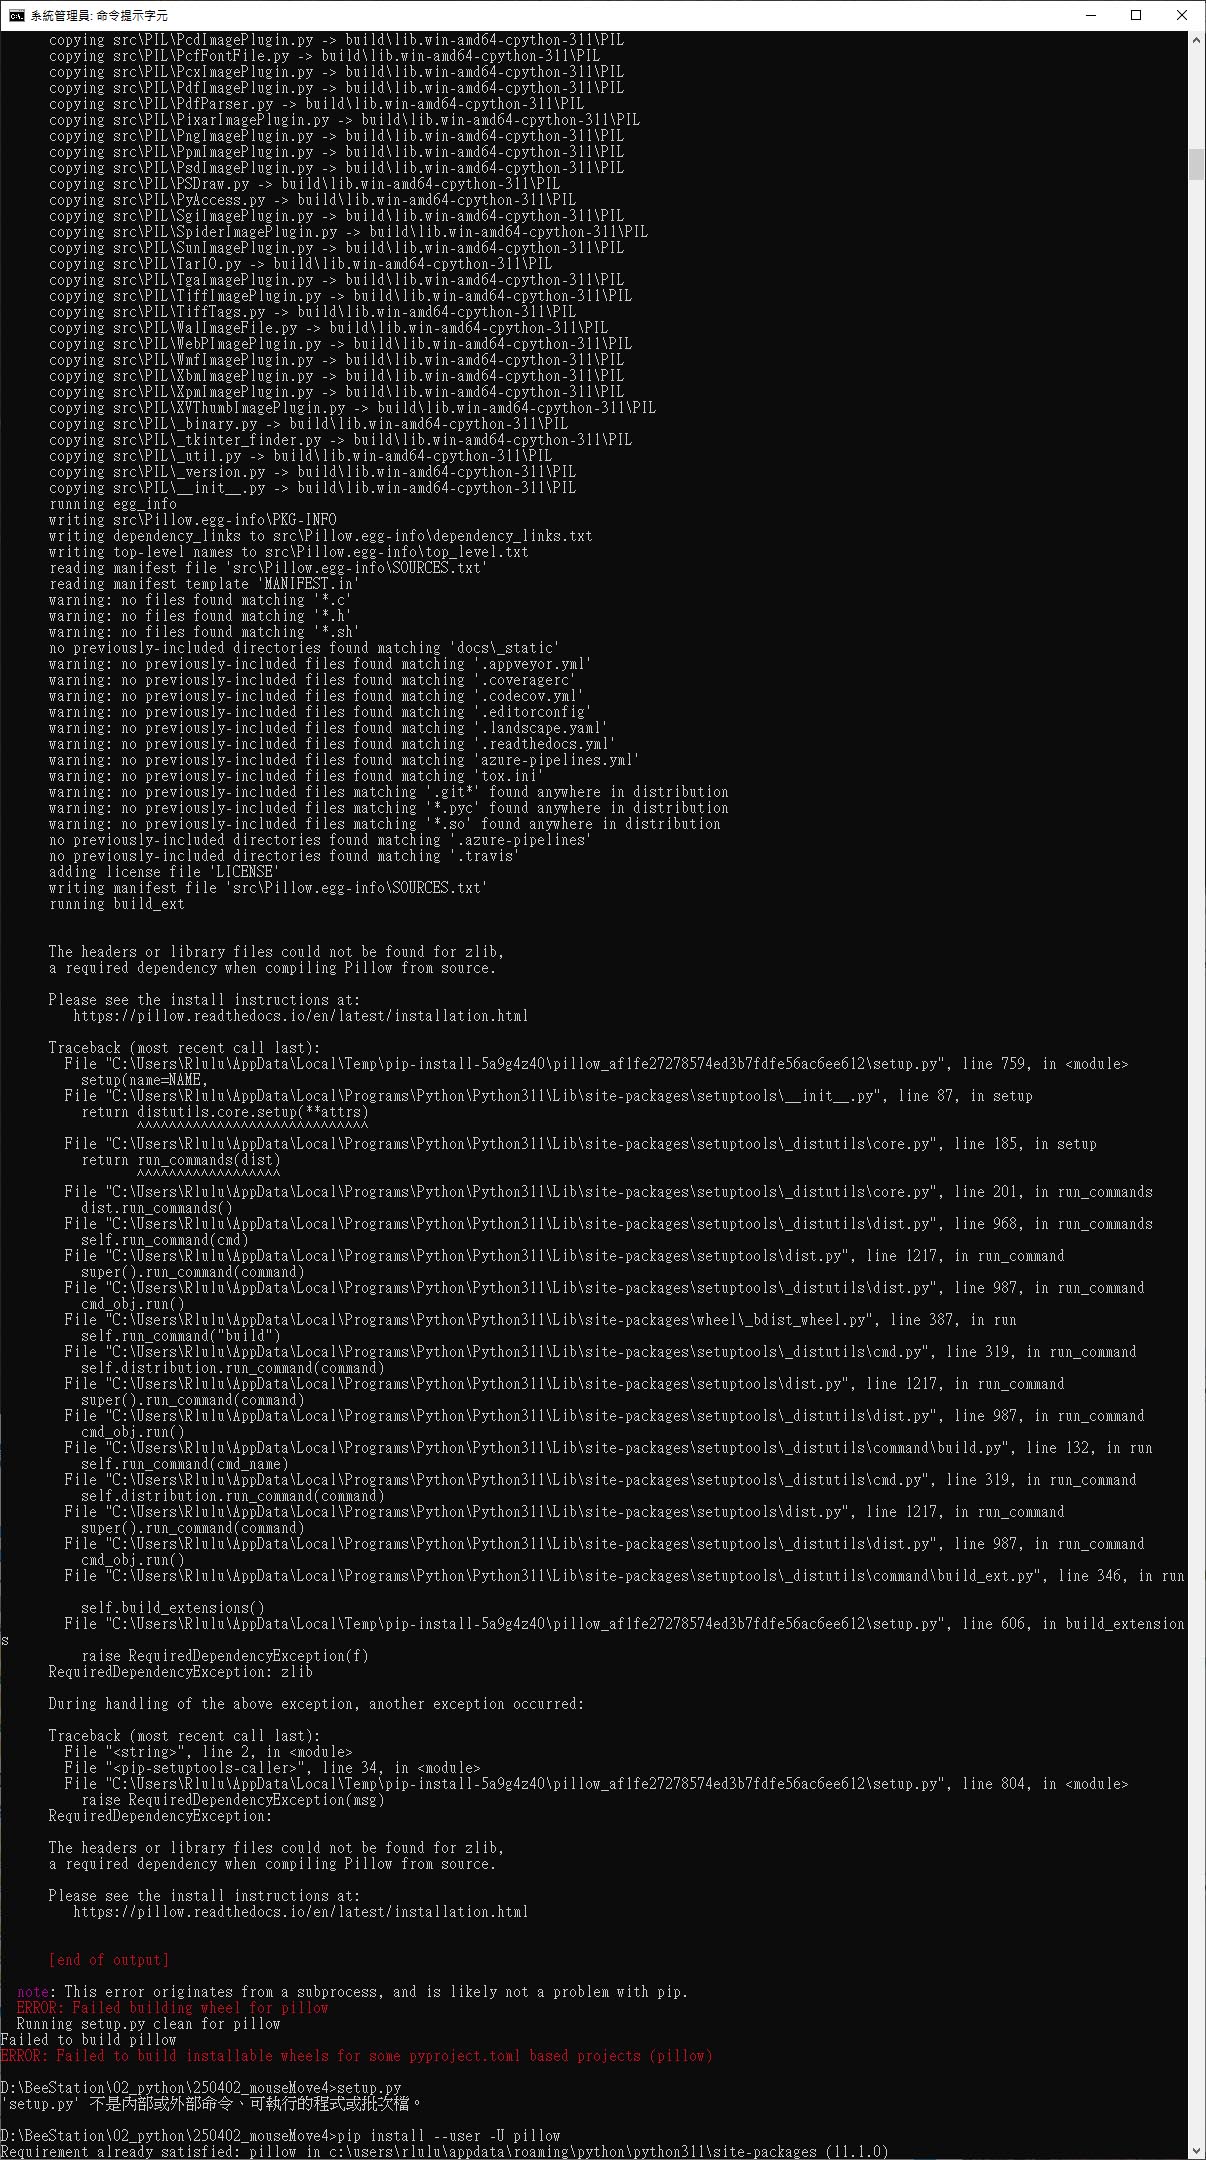 系統管理員: 命令提示字元
copying src\PIL\PcdImagePlugin.py -> build\lib.win-amd64-cpython-311\PIL
copying src\PIL\PcfFontFile.py -> build\lib.win-amd64-cpython-311\PIL
copying src\PIL\PcxImagePlugin.py -> build\lib.win-amd64-cpython-311\PIL
copying src\PIL\PdfImagePlugin.py -> build\lib.win-amd64-cpython-311\PIL
copying src\PIL\PdfParser.py -> build\lib.win-amd64-cpython-311\PIL
copying src\PIL\PixarImagePlugin.py -> build\lib.win-amd64-cpython-311\PIL
copying src\PIL\PngImagePlugin.py -> build\lib.win-amd64-cpython-311\PIL
copying src\PIL\PpmImagePlugin.py -> build\lib.win-amd64-cpython-311\PIL
copying src\PIL\PsdImagePlugin.py -> build\lib.win-amd64-cpython-311\PIL
copying src\PIL\PSDraw.py -> build\lib.win-amd64-cpython-311\PIL
copying src\PIL\PyAccess.py -> build\lib.win-amd64-cpython-311\PIL
copying src\PIL\SgiImagePlugin.py -> build\lib.win-amd64-cpython-311\PIL
copying src\PIL\SpiderImagePlugin.py -> build\lib.win-amd64-cpython-311\PIL
copying src\PIL\SunImagePlugin.py -> build\lib.win-amd64-cpython-311\PIL
copying src\PIL\TarIO.py -> build\lib.win-amd64-cpython-311\PIL
copying src\PIL\TgaImagePlugin.py -> build\lib.win-amd64-cpython-311\PIL
copying src\PIL\TiffImagePlugin.py -> build\lib.win-amd64-cpython-311\PIL
copying src\PIL\TiffTags.py -> build\lib.win-amd64-cpython-311\PIL
copying src\PIL\WalImageFile.py -> build\lib.win-amd64-cpython-311\PIL
copying src\PIL\WebPImagePlugin.py -> build\lib.win-amd64-cpython-311\PIL
copying src\PIL\WmfImagePlugin.py -> build\lib.win-amd64-cpython-311\PIL
copying src\PIL\XbmImagePlugin.py -> build\lib.win-amd64-cpython-311\PIL
copying src\PIL\XpmImagePlugin.py -> build\lib.win-amd64-cpython-311\PIL
copying src\PIL\XVThumbImagePlugin.py -> build\lib.win-amd64-cpython-311\PIL
copying src\PIL\_binary.py -> build\lib.win-amd64-cpython-311\PIL
copying src\PIL\_tkinter_finder.py -> build\lib.win-amd64-cpython-311\PIL
copying src\PIL\_util.py -> build\lib.win-amd64-cpython-311\PIL
copying src\PIL\_version.py -> build\lib.win-amd64-cpython-311\PIL
copying src\PIL\__init__.py -> build\lib.win-amd64-cpython-311\PIL
running egg_info
writing src\Pillow.egg-info\PKG-INFO
writing dependency_links to src\Pillow.egg-info\dependency_links.txt
writing top-level names to src\Pillow.egg-info\top_level.txt
reading manifest file 'src\Pillow.egg-info\SOURCES.txt'
reading manifest template 'MANIFEST.in'
warning: no files found matching '*.c'
warning: no files found matching '*.h'
warning: no files found matching '*.sh'
no previously-included directories found matching 'docs\_static'
warning: no previously-included files found matching '.appveyor.yml'
warning: no previously-included files found matching '.coveragerc'
warning: no previously-included files found matching '.codecov.yml'
warning: no previously-included files found matching '.editorconfig'
warning: no previously-included files found matching '.landscape.yaml'
warning: no previously-included files found matching '.readthedocs.yml'
warning: no previously-included files found matching 'azure-pipelines.yml'
warning: no previously-included files found matching 'tox.ini'
warning: no previously-included files matching '.git*' found anywhere in distribution
warning: no previously-included files matching '*.pyc' found anywhere in distribution
warning: no previously-included files matching '*.so' found anywhere in distribution
no previously-included directories found matching '.azure-pipelines'
no previously-included directories found matching '.travis'
adding license file 'LICENSE'
writing manifest file 'src\Pillow.egg-info\SOURCES.txt'
running build_ext
The headers or library files could not be found for zlib,
a required dependency when compiling Pillow from source.
Please see the install instructions at:
https://pillow.readthedocs.io/en/latest/installation.html
Traceback (most recent call last):
File "C:\Users\Rlulu\AppData\Local\Temp\pip-install-5a9g4z40\pillow_af1fe27278574ed3b7fdfe56ac6ee612\setup.py", line 759, in <module>
setup(name=NAME,
File "C:\Users\Rlulu\AppData\Local\Programs\Python\Python311\Lib\site-packages\setuptools\__init__.py", line 87, in setup
return distutils.core.setup(**attrs)
^^^^^^^^^^^^^^^^^^^^^^^^^^^^^
File "C:\Users\Rlulu\AppData\Local\Programs\Python\Python311\Lib\site-packages\setuptools\_distutils\core.py", line 185, in setup
return run_commands(dist)
^^^^^^^^^^^^^^^^^^
File "C:\Users\Rlulu\AppData\Local\Programs\Python\Python311\Lib\site-packages\setuptools\_distutils\core.py", line 201, in run_commands
dist.run_commands()
File "C:\Users\Rlulu\AppData\Local\Programs\Python\Python311\Lib\site-packages\setuptools\_distutils\dist.py", line 968, in run_commands
self.run_command(cmd)
File "C:\Users\Rlulu\AppData\Local\Programs\Python\Python311\Lib\site-packages\setuptools\dist.py", line 1217, in run_command
super().run_command(command)
File "C:\Users\Rlulu\AppData\Local\Programs\Python\Python311\Lib\site-packages\setuptools\_distutils\dist.py", line 987, in run_command
cmd_obj.run()
File "C:\Users\Rlulu\AppData\Local\Programs\Python\Python311\Lib\site-packages\wheel\_bdist_wheel.py", line 387, in run
self.run_command("build")
File "C:\Users\Rlulu\AppData\Local\Programs\Python\Python311\Lib\site-packages\setuptools\_distutils\cmd.py", line 319, in run_command
self.distribution.run_command(command)
File "C:\Users\Rlulu\AppData\Local\Programs\Python\Python311\Lib\site-packages\setuptools\dist.py", line 1217, in run_command
super().run_command(command)
File "C:\Users\Rlulu\AppData\Local\Programs\Python\Python311\Lib\site-packages\setuptools\_distutils\dist.py", line 987, in run_command
cmd_obj.run()
File "C:\Users\Rlulu\AppData\Local\Programs\Python\Python311\Lib\site-packages\setuptools\_distutils\command\build.py", line 132, in run
self.run_command(cmd_name)
File "C:\Users\Rlulu\AppData\Local\Programs\Python\Python311\Lib\site-packages\setuptools\_distutils\cmd.py", line 319, in run_command
self.distribution.run_command(command)
File "C:\Users\Rlulu\AppData\Local\Programs\Python\Python311\Lib\site-packages\setuptools\dist.py", line 1217, in run_command
super().run_command(command)
File "C:\Users\Rlulu\AppData\Local\Programs\Python\Python311\Lib\site-packages\setuptools\_distutils\dist.py", line 987, in run_command
cmd_obj.run()
File "C:\Users\Rlulu\AppData\Local\Programs\Python\Python311\Lib\site-packages\setuptools\_distutils\command\build_ext.py", line 346, in run
self.build_extensions()
File "C:\Users\Rlulu\AppData\Local\Temp\pip-install-5a9g4z40\pillow_af1fe27278574ed3b7fdfe56ac6ee612\setup.py", line 606, in build_extension
s
raise RequiredDependencyException(f)
RequiredDependencyException: zlib
During handling of the above exception, another exception occurred:
Traceback (most recent call last):
File "<string>", line 2, in <module>
File "<pip-setuptools-caller>", line 34, in <module>
File "C:\Users\Rlulu\AppData\Local\Temp\pip-install-5a9g4z40\pillow_af1fe27278574ed3b7fdfe56ac6ee612\setup.py", line 804, in <module>
raise RequiredDependencyException(msg)
RequiredDependencyException:
The headers or library files could not be found for zlib,
a required dependency when compiling Pillow from source.
Please see the install instructions at:
https://pillow.readthedocs.io/en/latest/installation.html
[end of output]
note: This error originates from a subprocess, and is likely not a problem with pip.
ERROR: Failed building wheel for pillow
Running setup.py clean for pillow
Failed to build pillow
ERROR: Failed to build installable wheels for some pyproject.toml based projects (pillow)
D:\BeeStation\02_python\250402_mouseMove4>setup.py
'setup.py' 不是內部或外部命令、可執行的程式或批次檔。
D:\BeeStation\02_python\250402_mouseMove4>pip install --user -U pillow
Requirement already satisfied: pillow in c:\users\rlulu\appdata\roaming\python\python311\site-packages (11.1.0)